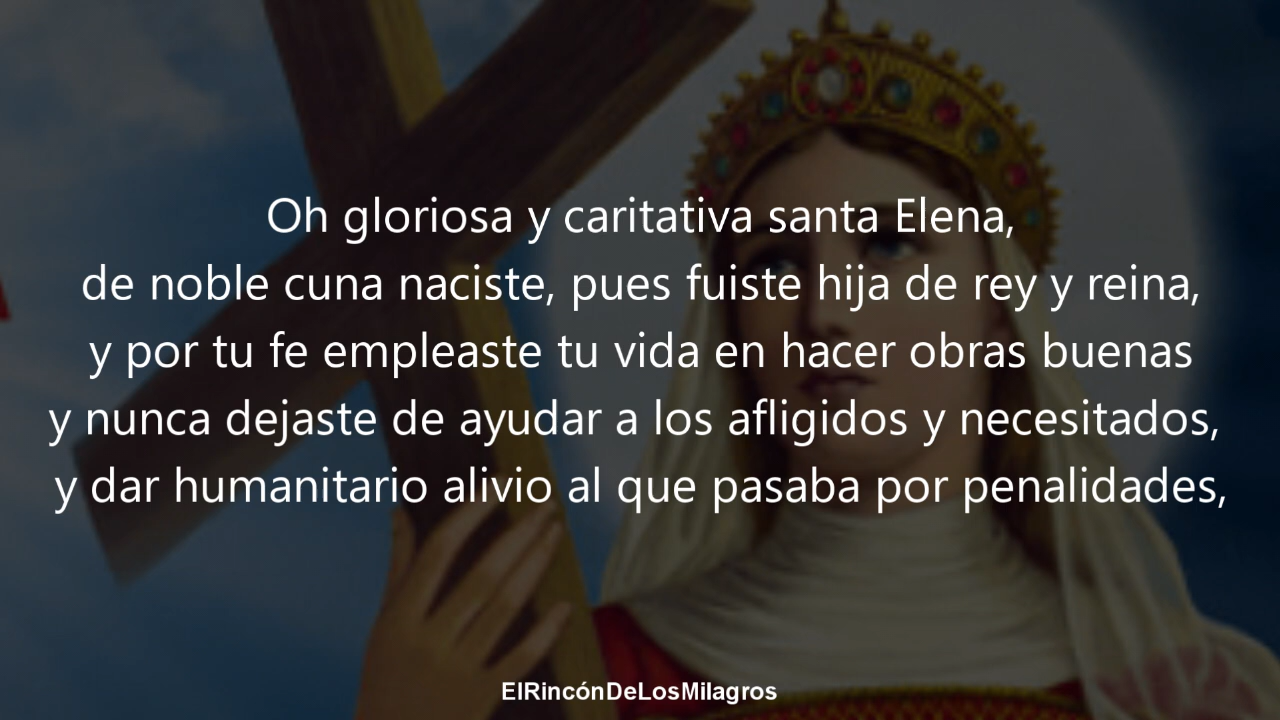 Oh gloriosa y caritativa santa Elena,
de noble cuna naciste, pues fuiste hija de rey y reina,
y por tu fe empleaste tu vida en hacer obras buenas
y nunca dejaste de ayudar a los afligidos y necesitados,
y dar humanitario alivio al que pasaba por penalidades,
ElRincónDeLosMilagros